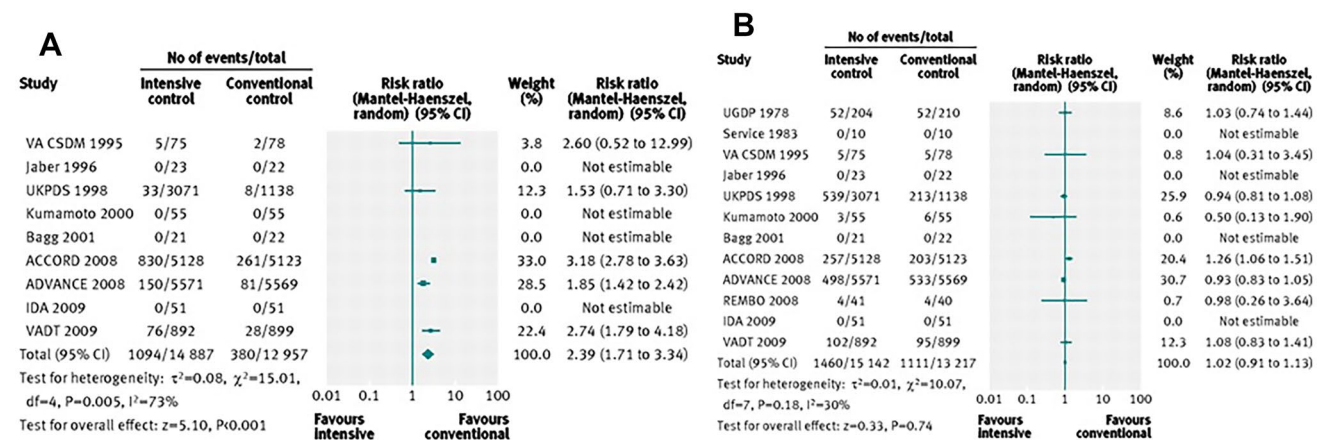 A
No of events/total
Study
Intensive control
Conventional control
Risk ratio (Mantel-Haenszel, random) (95% CI)
Weight (%)
Risk ratio (Mantel-Haenszel, random) (95% CI)
VA CSDM 1995 5/75 2/78 3.8 2.60 (0.52 to 12.99)
Jaber 1996 0/23 0/22 0.0 Not estimable
UKPDS 1998 33/3071 8/1138 12.3 1.53 (0.71 to 3.30)
Kumamoto 2000 0/55 0/55 0.0 Not estimable
Bagg 2001 0/21 0/22 0.0 Not estimable
ACCORD 2008 830/5128 261/5123 33.0 3.18 (2.78 to 3.63)
ADVANCE 2008 150/5571 81/5569 28.5 1.85 (1.42 to 2.42)
IDA 2009 0/51 0/51 0.0 Not estimable
VADT 2009 76/892 28/899 22.4 2.74 (1.79 to 4.18)
Total (95% CI) 1094/14 887 380/12 957 100.0 2.39 (1.71 to 3.34)
Test for heterogeneity: τ²=0.08, χ²=15.01,
df=4, P=0.005, I²=73%
Test for overall effect: z=5.10, P<0.001
0.01 0.1 1 10 100
Favours intensive
Favours conventional
B
No of events/total
Study
Intensive control
Conventional control
Risk ratio (Mantel-Haenszel, random) (95% CI)
Weight (%)
Risk ratio (Mantel-Haenszel, random) (95% CI)
UGDP 1978 52/204 52/210 8.6 1.03 (0.74 to 1.44)
Service 1983 0/10 0/10 0.0 Not estimable
VA CSDM 1995 5/75 5/78 0.8 1.04 (0.31 to 3.45)
Jaber 1996 0/23 0/22 0.0 Not estimable
UKPDS 1998 539/3071 213/1138 25.9 0.94 (0.81 to 1.08)
Kumamoto 2000 3/55 6/55 0.6 0.50 (0.13 to 1.90)
Bagg 2001 0/21 0/22 0.0 Not estimable
ACCORD 2008 257/5128 203/5123 20.4 1.26 (1.06 to 1.51)
ADVANCE 2008 498/5571 533/5569 30.7 0.93 (0.83 to 1.05)
REMBO 2008 4/41 4/40 0.7 0.98 (0.26 to 3.64)
IDA 2009 0/51 0/51 0.0 Not estimable
VADT 2009 102/892 95/899 12.3 1.08 (0.83 to 1.41)
Total (95% CI) 1460/15 142 1111/13 217 100.0 1.02 (0.91 to 1.13)
Test for heterogeneity: τ²=0.01, χ²=10.07,
df=7, P=0.18, I²=30%
Test for overall effect: z=0.33, P=0.74
0.01 0.1 1 10 100
Favours intensive
Favours conventional